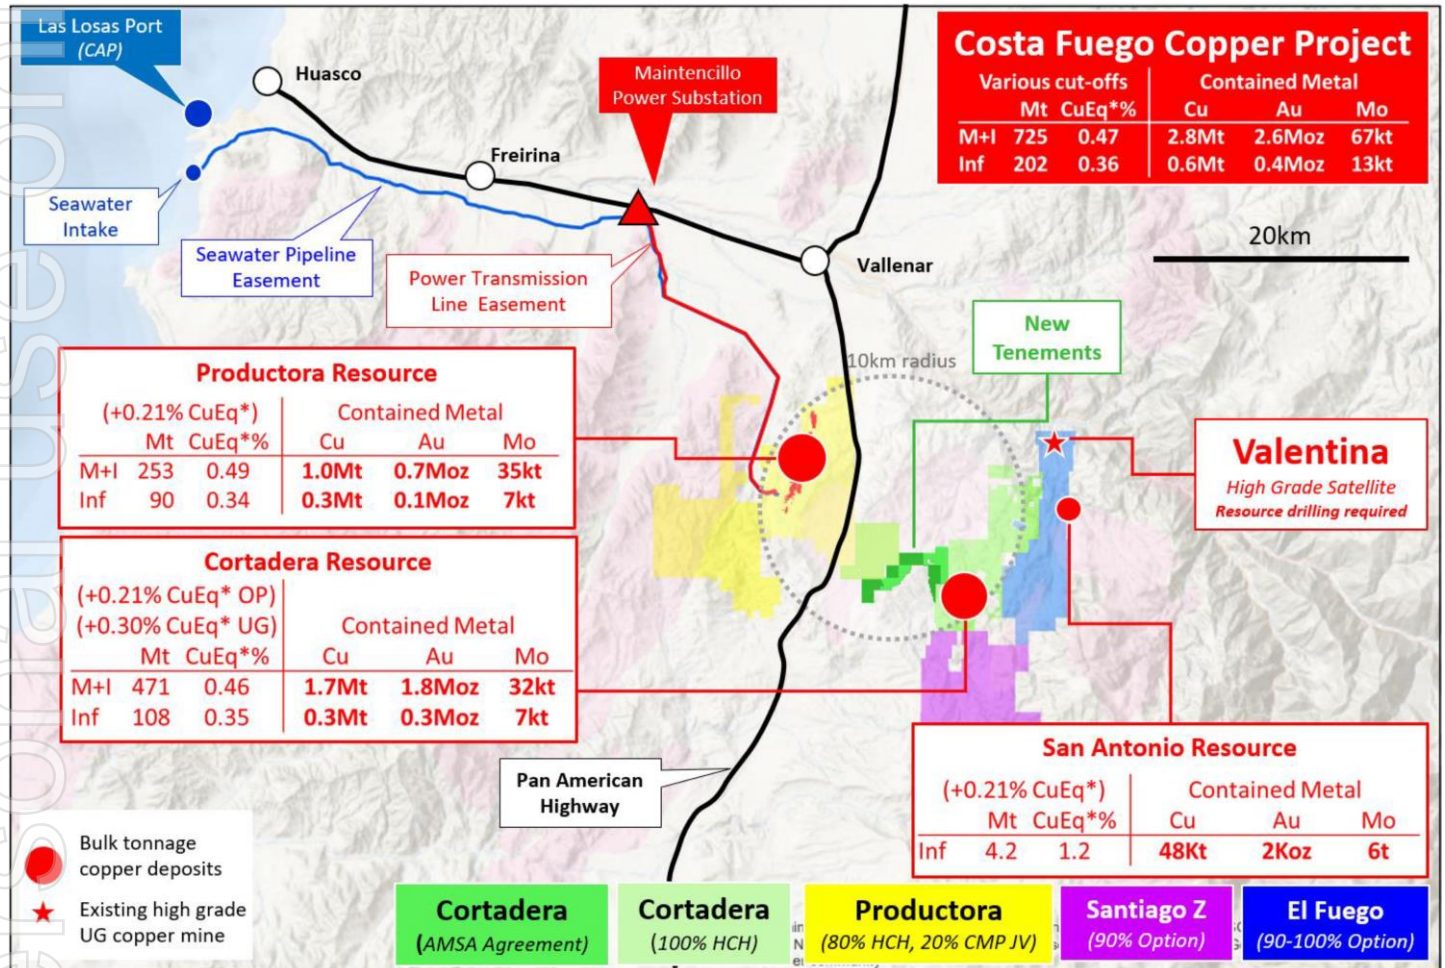 Las Losas Port
(CAP)
Huasco
Maintencillo
Power Substation
Costa Fuego Copper Project
Various cut-offs Contained Metal
Mt CuEq*% Cu Au Mo
M+I 725 0.47 2.8Mt 2.6Moz 67kt
Inf 202 0.36 0.6Mt 0.4Moz 13kt
Freirina
Seawater
Intake
Seawater Pipeline
Easement
Power Transmission
Line Easement
Vallenar
20km
New
Tenements
10km radius
Productora Resource
(+0.21% CuEq*) Contained Metal
Mt CuEq*% Cu Au Mo
M+I 253 0.49 1.0Mt 0.7Moz 35kt
Inf 90 0.34 0.3Mt 0.1Moz 7kt
Valentina
High Grade Satellite
Resource drilling required
Cortadera Resource
(+0.21% CuEq* OP)
(+0.30% CuEq* UG) Contained Metal
Mt CuEq*% Cu Au Mo
M+I 471 0.46 1.7Mt 1.8Moz 32kt
Inf 108 0.35 0.3Mt 0.3Moz 7kt
Pan American
Highway
San Antonio Resource
(+0.21% CuEq*) Contained Metal
Mt CuEq*% Cu Au Mo
Inf 4.2 1.2 48Kt 2Koz 6t
Bulk tonnage
copper deposits
Existing high grade
UG copper mine
Cortadera
(AMSA Agreement)
Cortadera
(100% HCH)
Productora
(80% HCH, 20% CMP JV)
Santiago Z
(90% Option)
El Fuego
(90-100% Option)